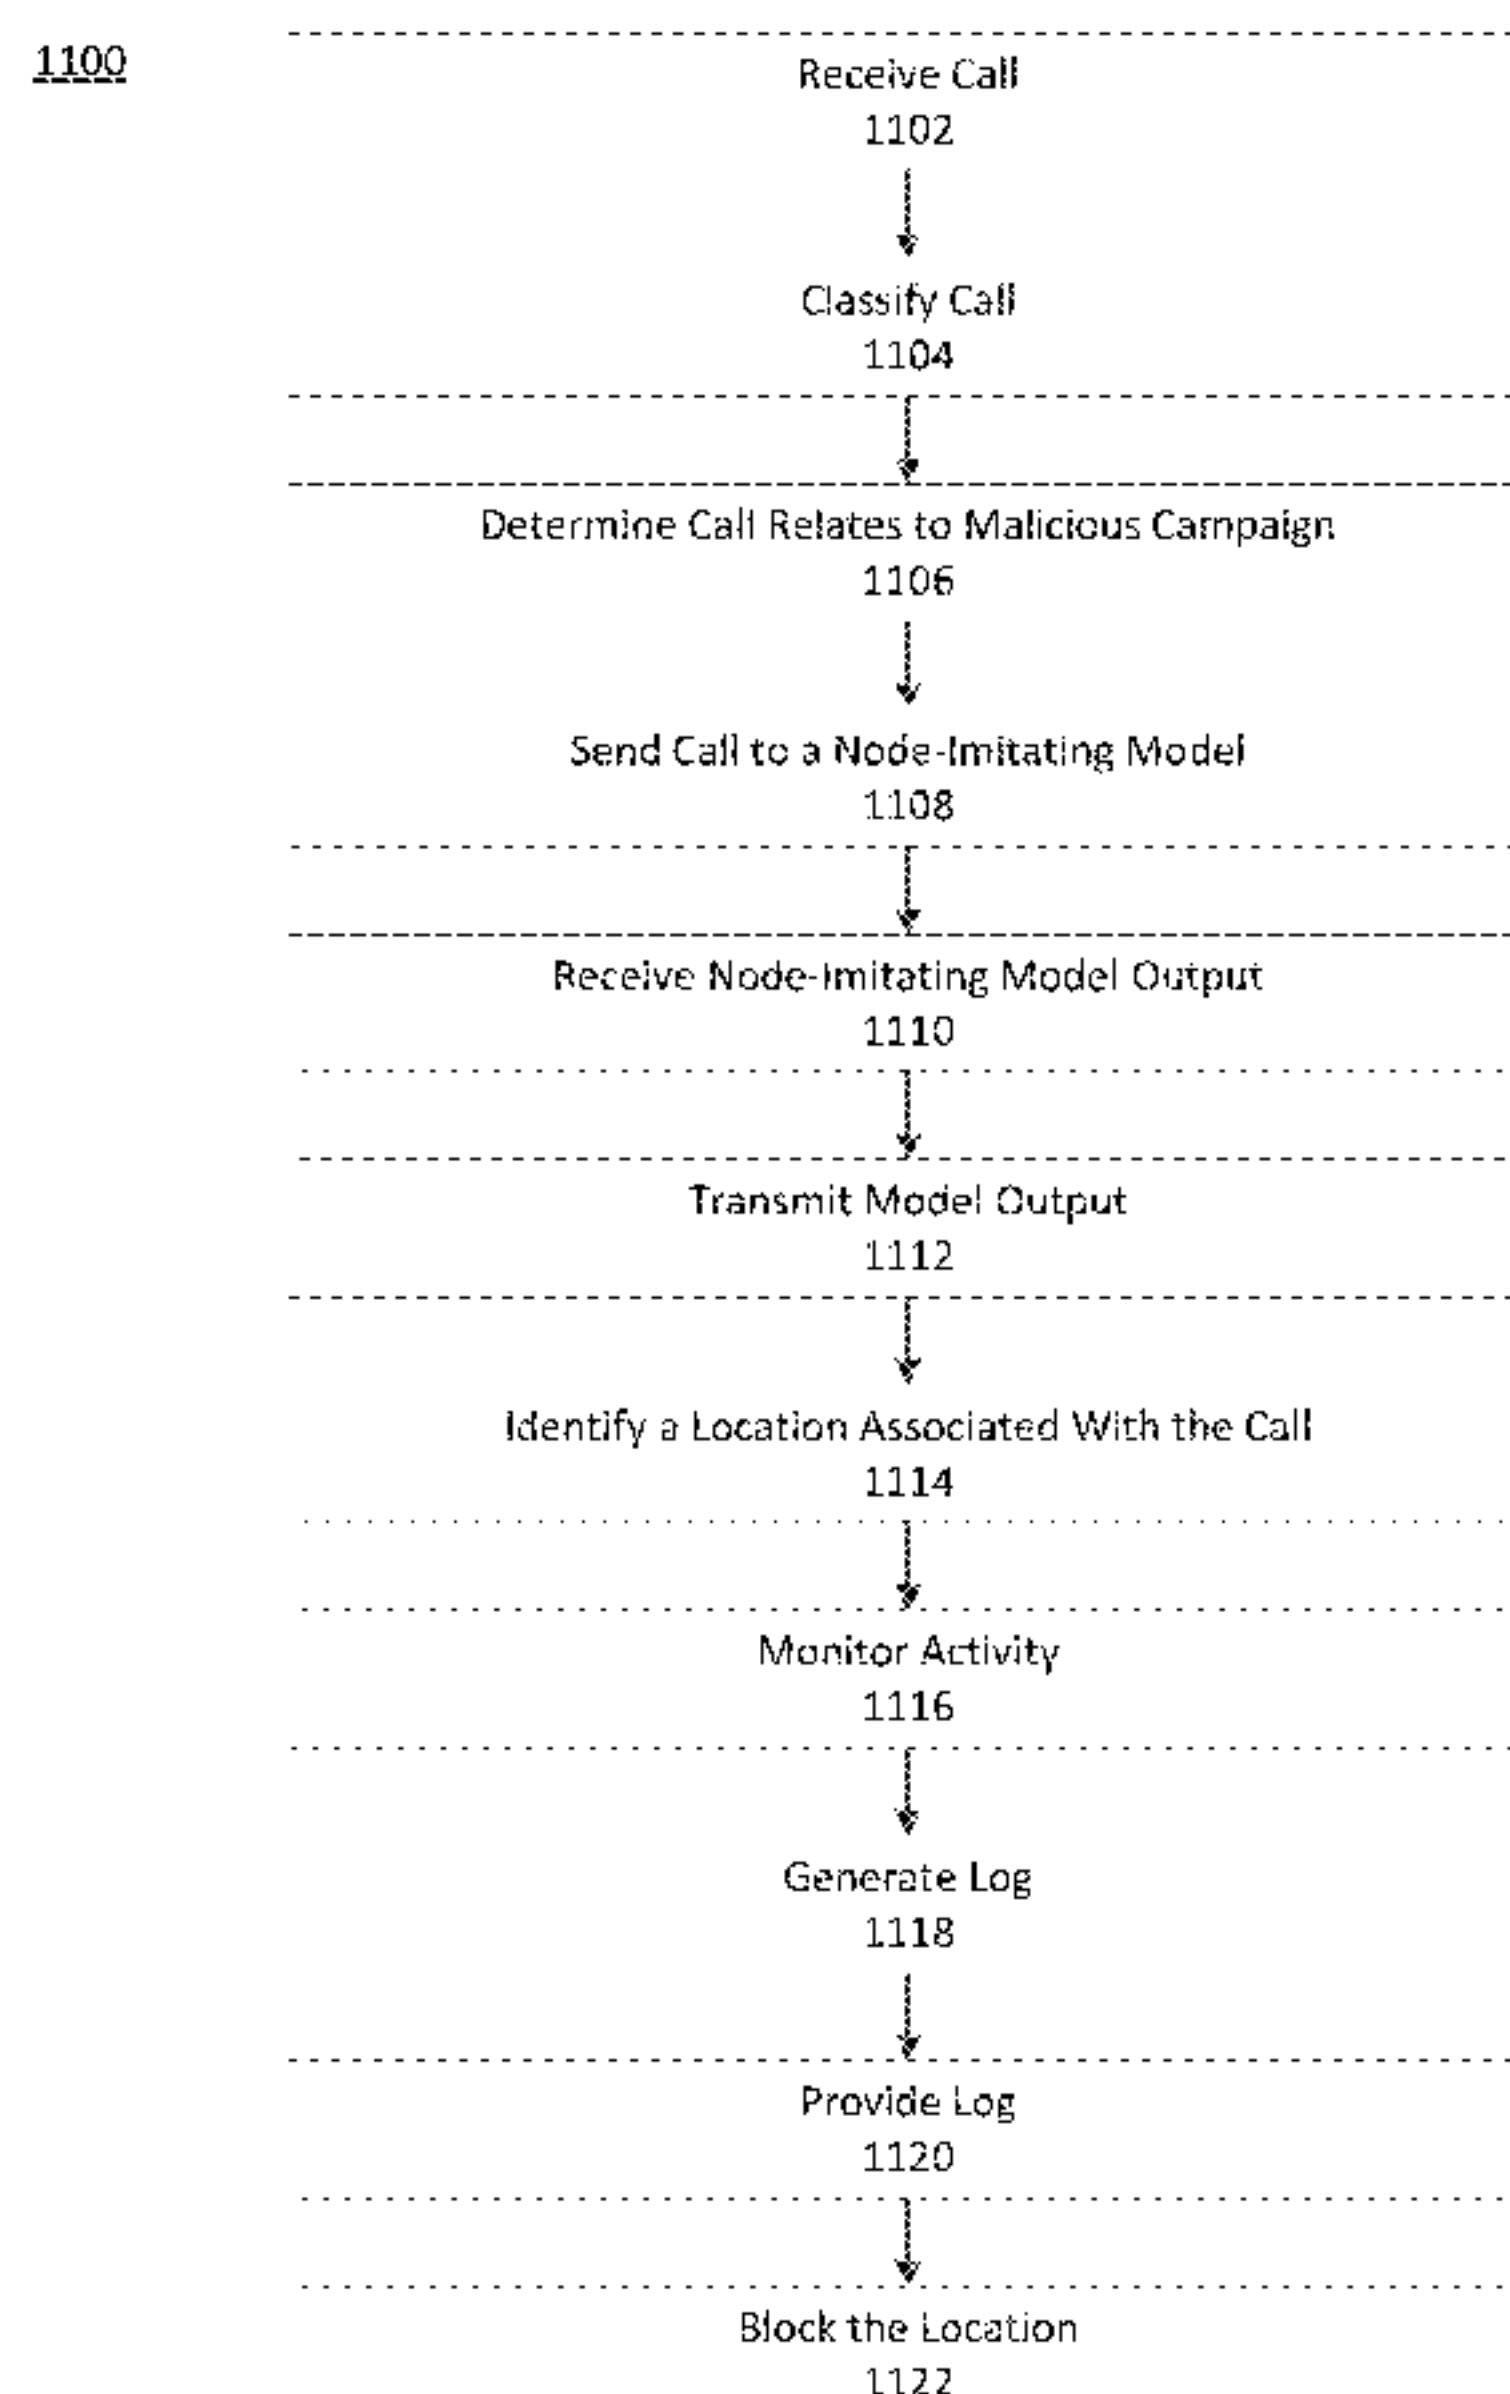 1100
Receive Call
1102
Classify Call
1104
Determine Call Relates to Malicious Campaign
1106
Send Call to a Node-Imitating Model
1108
Receive Node-Imitating Model Output
1110
Transmit Model Output
1112
Identify a Location Associated With the Call
1114
Monitor Activity
1116
Generate Log
1118
Provide Log
1120
Block the Location
1122